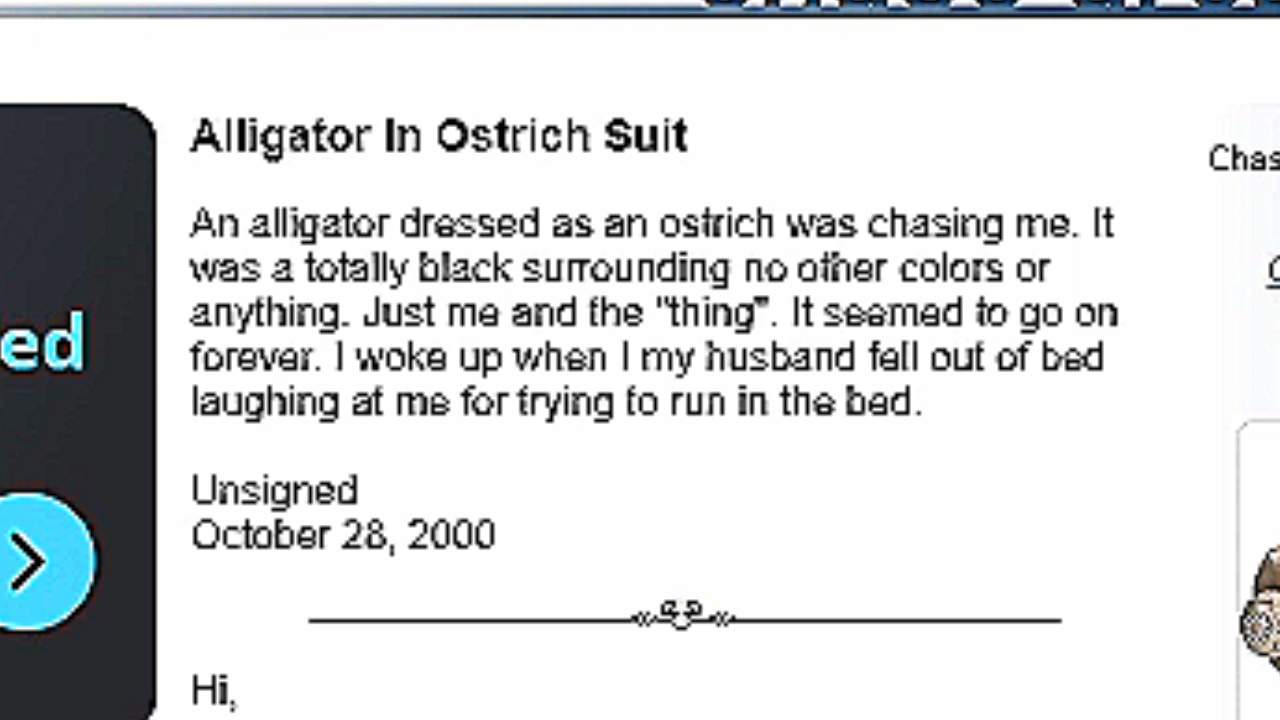 Alligator In Ostrich Suit
An alligator dressed as an ostrich was chasing me. It
was a totally black surrounding no other colors or
anything. Just me and the "thing". It seemed to go on
forever. I woke up when I my husband fell out of bed
laughing at me for trying to run in the bed.
Unsigned
October 28, 2000
Hi,
ed
Chas